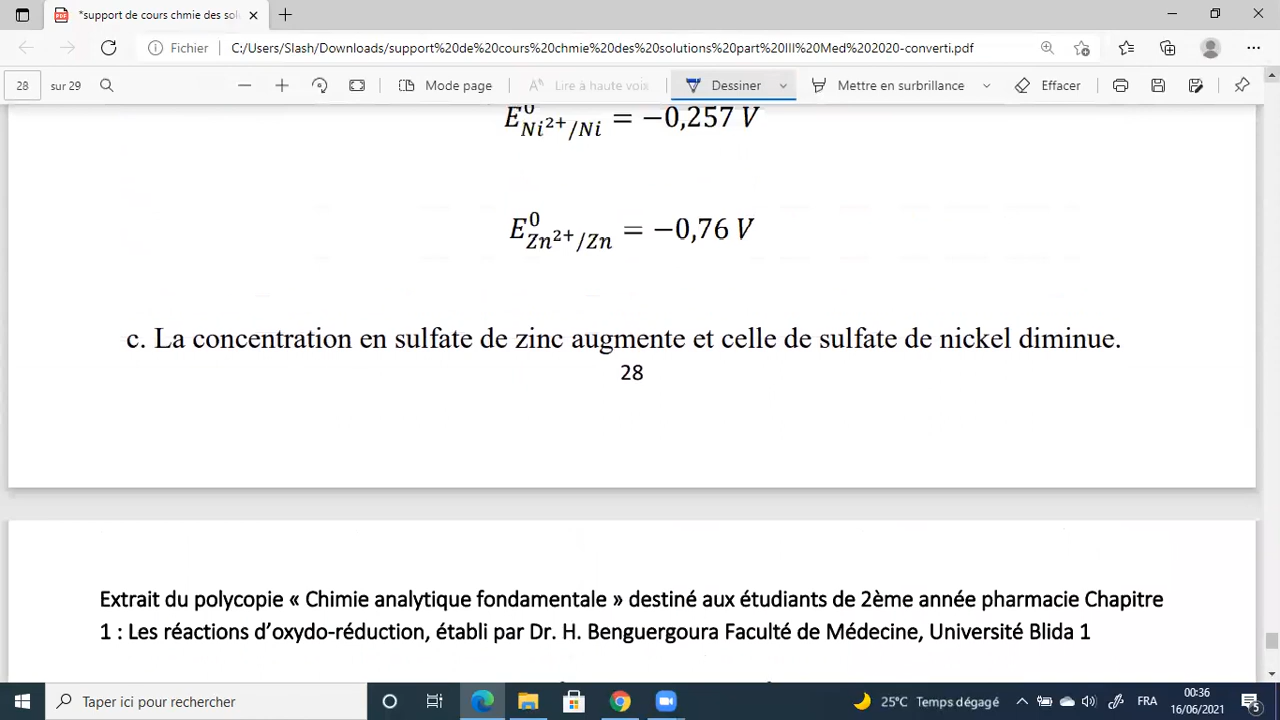 *support de cours chmie des sol
Fichier
C:/Users/Slash/Downloads/support%20de%20cours%20chmie%20des%20solutions%20part%20III%20Med%202020-converti.pdf
28 sur 29
Mode page
Lire à haute voix
Dessiner
Mettre en surbrillance
Effacer
E⁰Ni²⁺/Ni = −0,257 V
E⁰Zn²⁺/Zn = −0,76 V
c. La concentration en sulfate de zinc augmente et celle de sulfate de nickel diminue.
28
Extrait du polycopie « Chimie analytique fondamentale » destiné aux étudiants de 2ème année pharmacie Chapitre
1 : Les réactions d’oxydo-réduction, établi par Dr. H. Benguergoura Faculté de Médecine, Université Blida 1
Taper ici pour rechercher
25°C Temps dégagé
FRA
00:36
16/06/2021
5